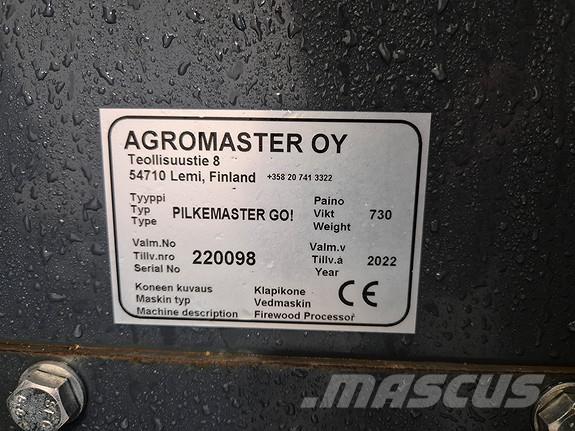 AGROMASTER OY
Teollisuustie 8
54710 Lemi, Finland +358 20 741 3322
Tyyppi
Typ
Type
PILKEMASTER GO!
Paino
Vikt
Weight
730
Valm.No
Tillv.nro
Serial No
220098
Valm.v
Tillv.å
Year
2022
Koneen kuvaus Klapikone
Maskin typ Vedmaskin
Machine description Firewood Processor
CE
MASCUS